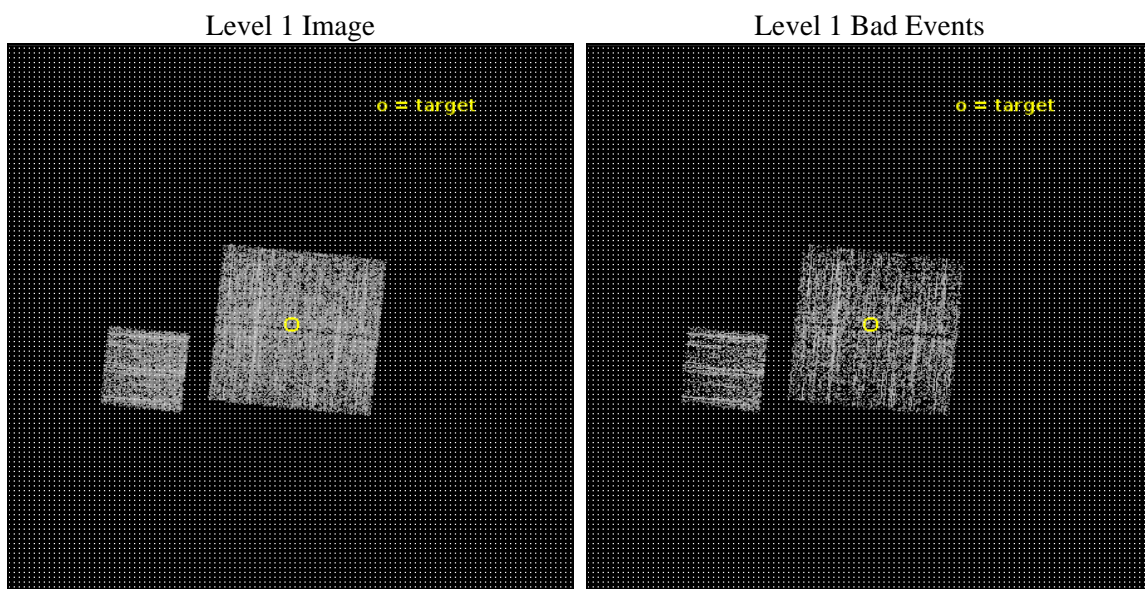 Level 1 Image
Level 1 Bad Events
o = target
o = target